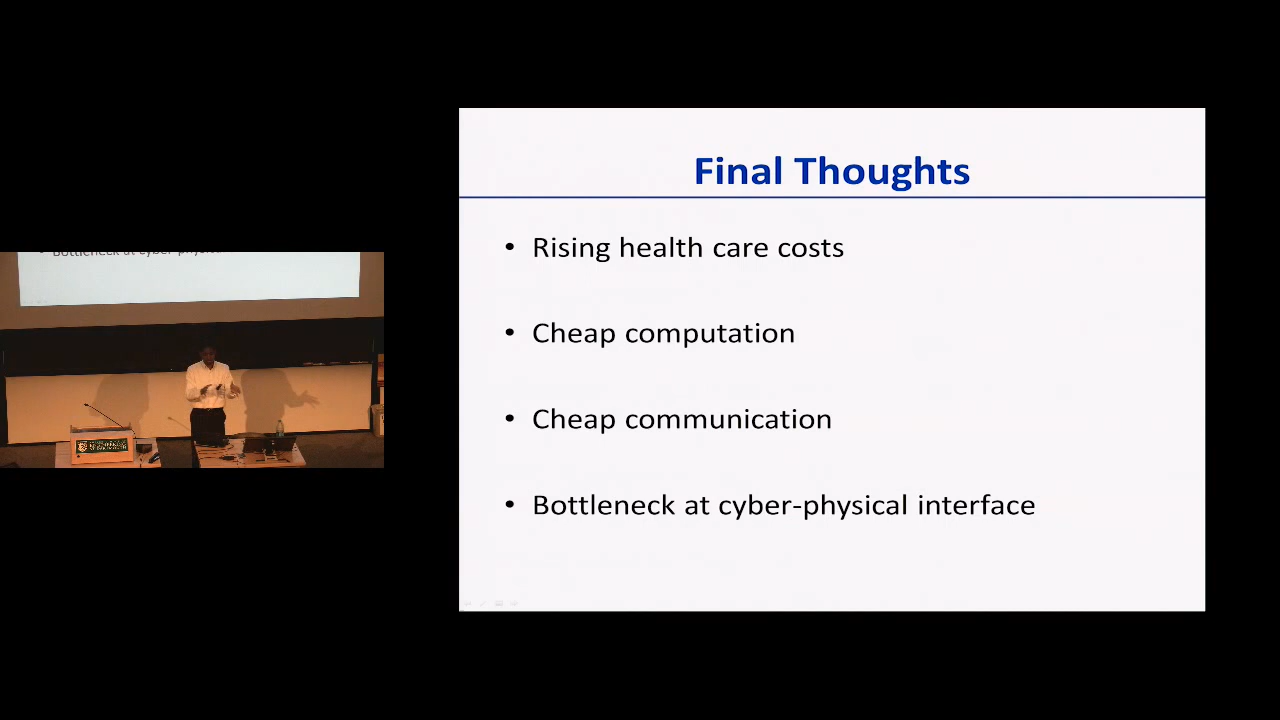 Final Thoughts
• Rising health care costs
• Cheap computation
• Cheap communication
• Bottleneck at cyber-physical interface